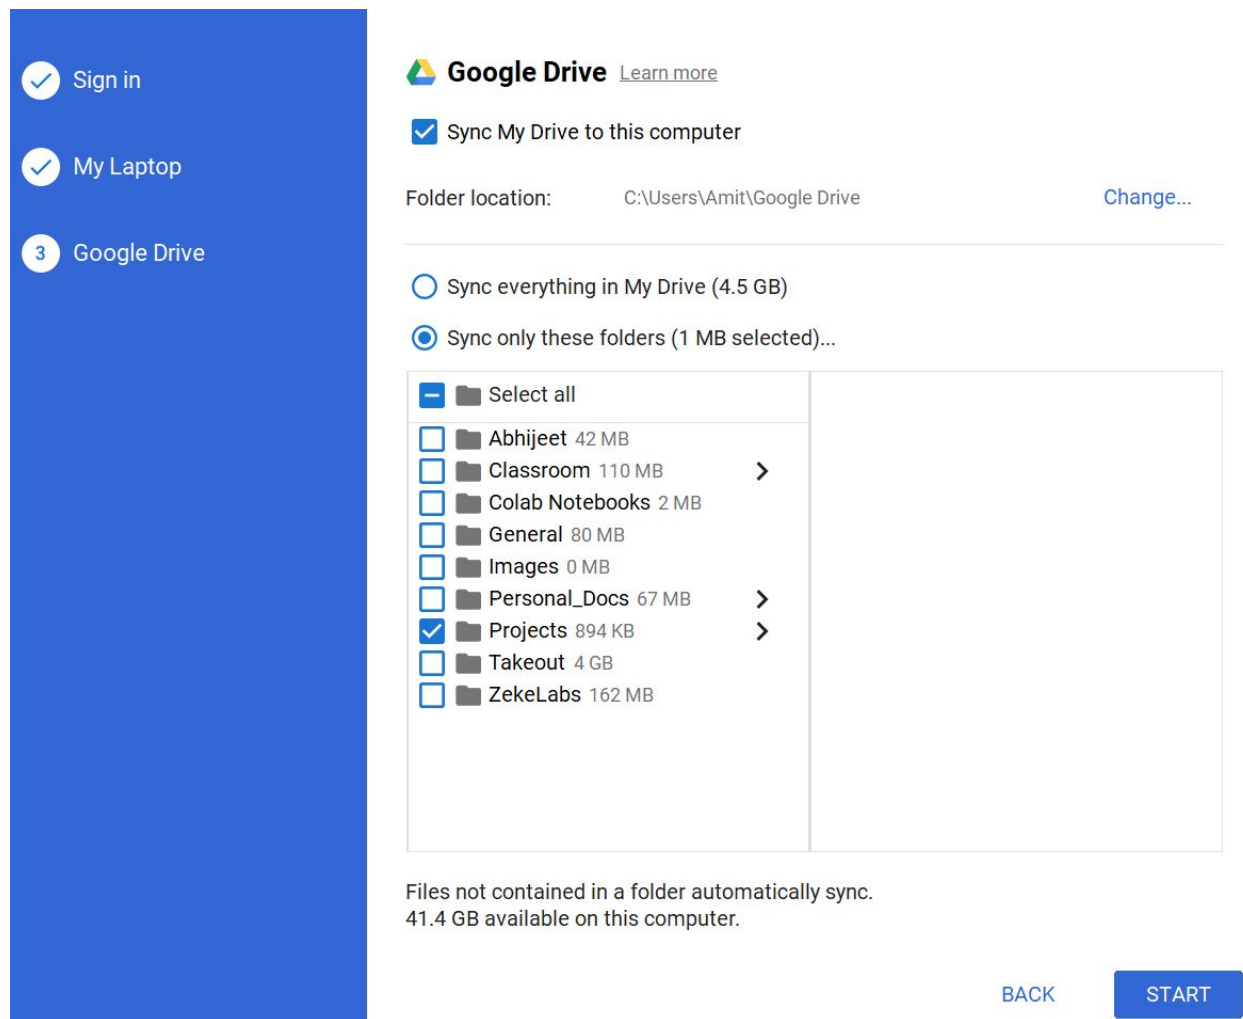 Sign in
My Laptop
3 Google Drive
Google Drive Learn more
Sync My Drive to this computer
Folder location: C:\Users\Amit\Google Drive Change...
Sync everything in My Drive (4.5 GB)
Sync only these folders (1 MB selected)...
Select all
Abhijeet 42 MB
Classroom 110 MB
Colab Notebooks 2 MB
General 80 MB
Images 0 MB
Personal_Docs 67 MB
Projects 894 KB
Takeout 4 GB
ZekeLabs 162 MB
Files not contained in a folder automatically sync.
41.4 GB available on this computer.
BACK START